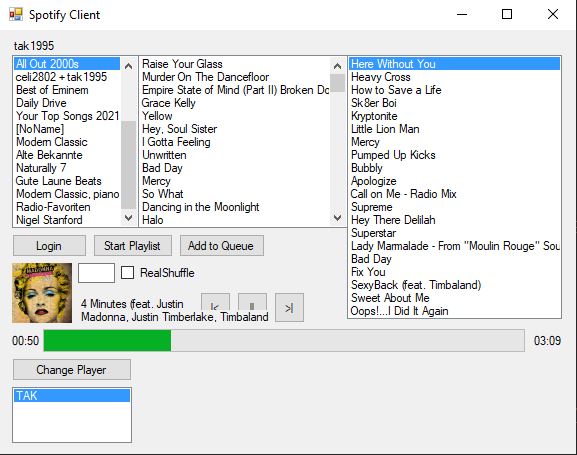 Spotify Client
tak1995
All Out 2000s
celi2802 + tak1995
Best of Eminem
Daily Drive
Your Top Songs 2021
[NoName]
Modern Classic
Alte Bekannte
Naturally 7
Gute Laune Beats
Modern Classic, piano
Radio-Favoriten
Nigel Stanford
Raise Your Glass
Murder On The Dancefloor
Empire State of Mind (Part II) Broken Do
Grace Kelly
Yellow
Hey, Soul Sister
I Gotta Feeling
Unwritten
Bad Day
Mercy
So What
Dancing in the Moonlight
Halo
Here Without You
Heavy Cross
How to Save a Life
Sk8er Boi
Kryptonite
Little Lion Man
Mercy
Pumped Up Kicks
Bubbly
Apologize
Call on Me - Radio Mix
Supreme
Hey There Delilah
Superstar
Lady Mamalade - From "Moulin Rouge" Sou
Bad Day
Fix You
SexyBack (feat. Timbaland)
Sweet About Me
Oops!...I Did It Again
Login
Start Playlist
Add to Queue
MADONNA
RealShuffle
4 Minutes (feat. Justin
Madonna, Justin Timberlake, Timbaland
|<
||
>|
00:50
03:09
Change Player
TAK